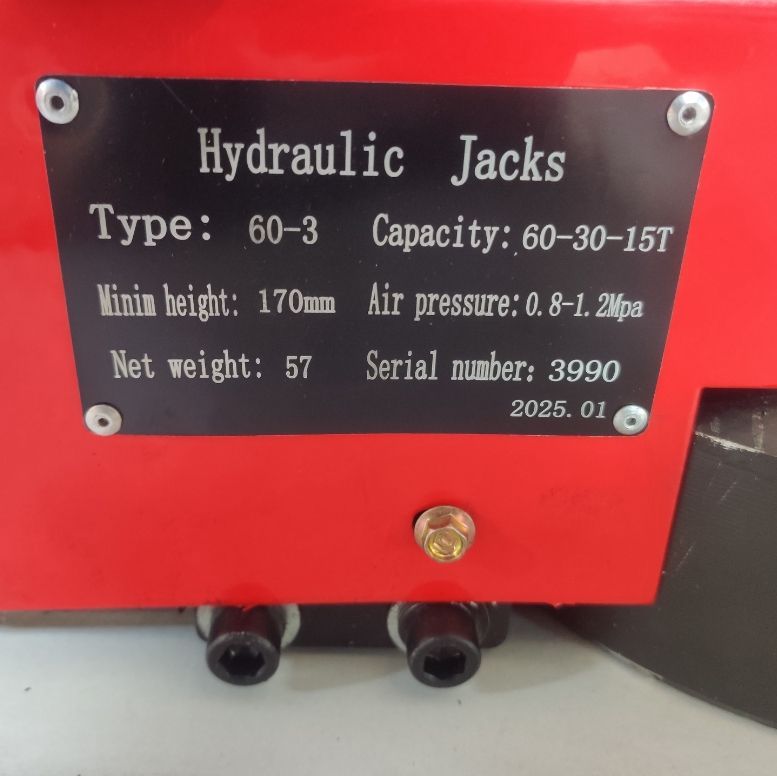 Hydraulic Jacks
Type: 60-3 Capacity: 60-30-15T
Minim height: 170mm Air pressure: 0.8-1.2Mpa
Net weight: 57 Serial number: 3990
2025.01